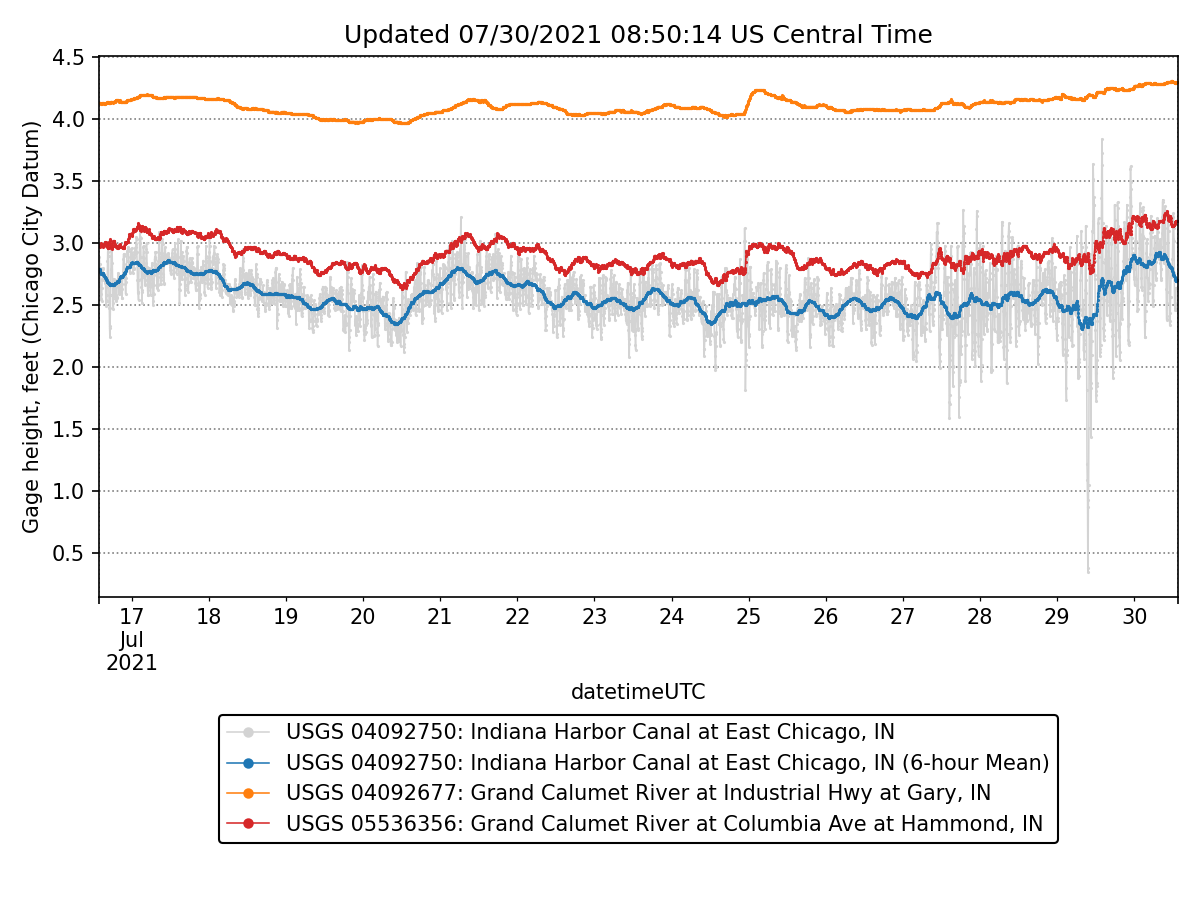 Updated 07/30/2021 08:50:14 US Central Time
Gage height, feet (Chicago City Datum)
4.5
4.0
3.5
3.0
2.5
2.0
1.5
1.0
0.5
17 18 19 20 21 22 23 24 25 26 27 28 29 30
Jul
2021
datetimeUTC
USGS 04092750: Indiana Harbor Canal at East Chicago, IN
USGS 04092750: Indiana Harbor Canal at East Chicago, IN (6-hour Mean)
USGS 04092677: Grand Calumet River at Industrial Hwy at Gary, IN
USGS 05536356: Grand Calumet River at Columbia Ave at Hammond, IN